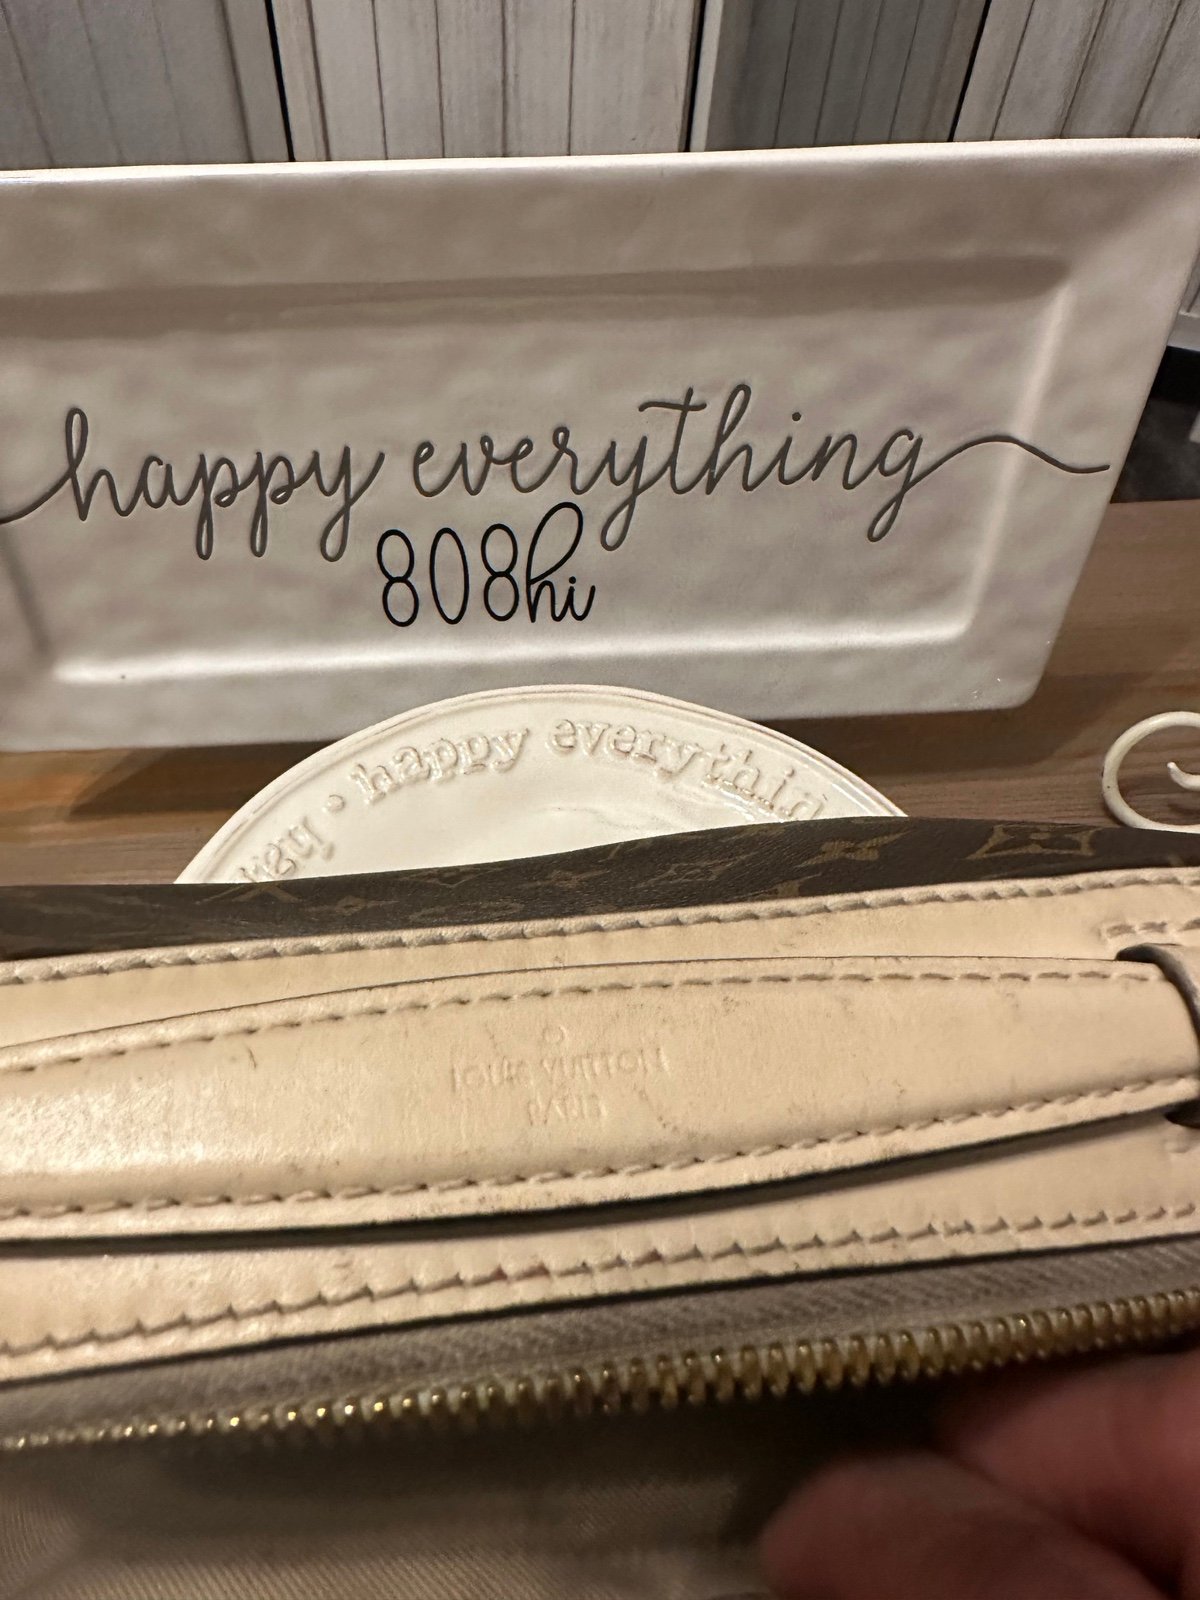 happy everything
808hi
happy everythin
LOUIS VUITTON
PARIS